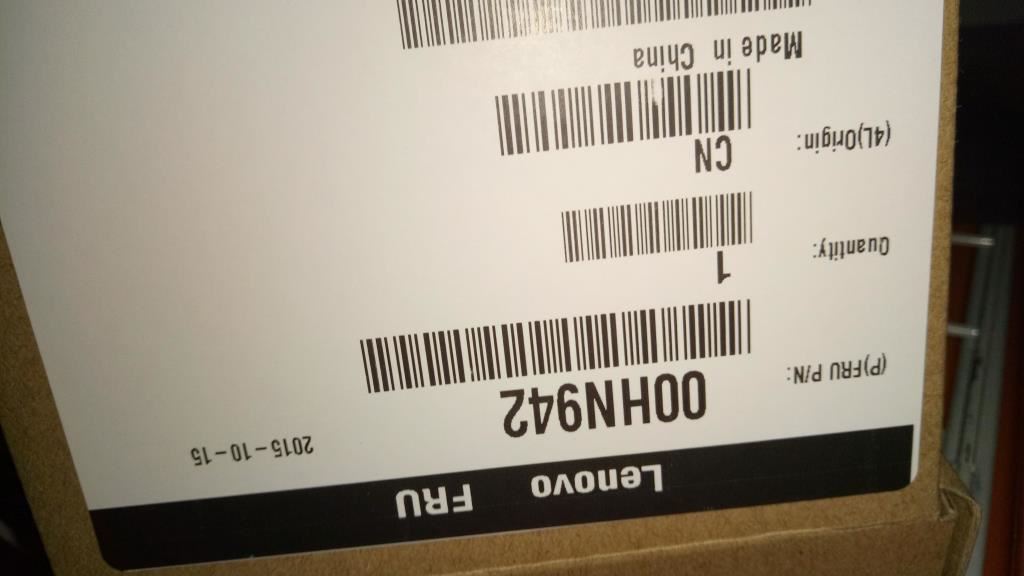 Lenovo FRU
2015-10-15
(P)FRU P/N: 00HN942
Quantity: 1
(4L)Origin: CN
Made in China